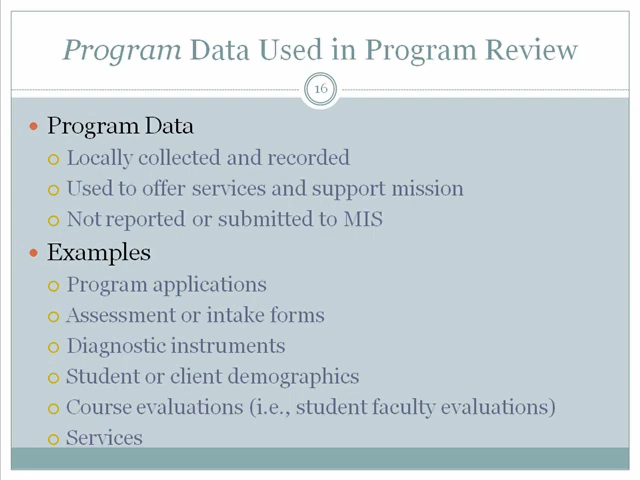 Program Data Used in Program Review
16
Program Data
Locally collected and recorded
Used to offer services and support mission
Not reported or submitted to MIS
Examples
Program applications
Assessment or intake forms
Diagnostic instruments
Student or client demographics
Course evaluations (i.e., student faculty evaluations)
Services